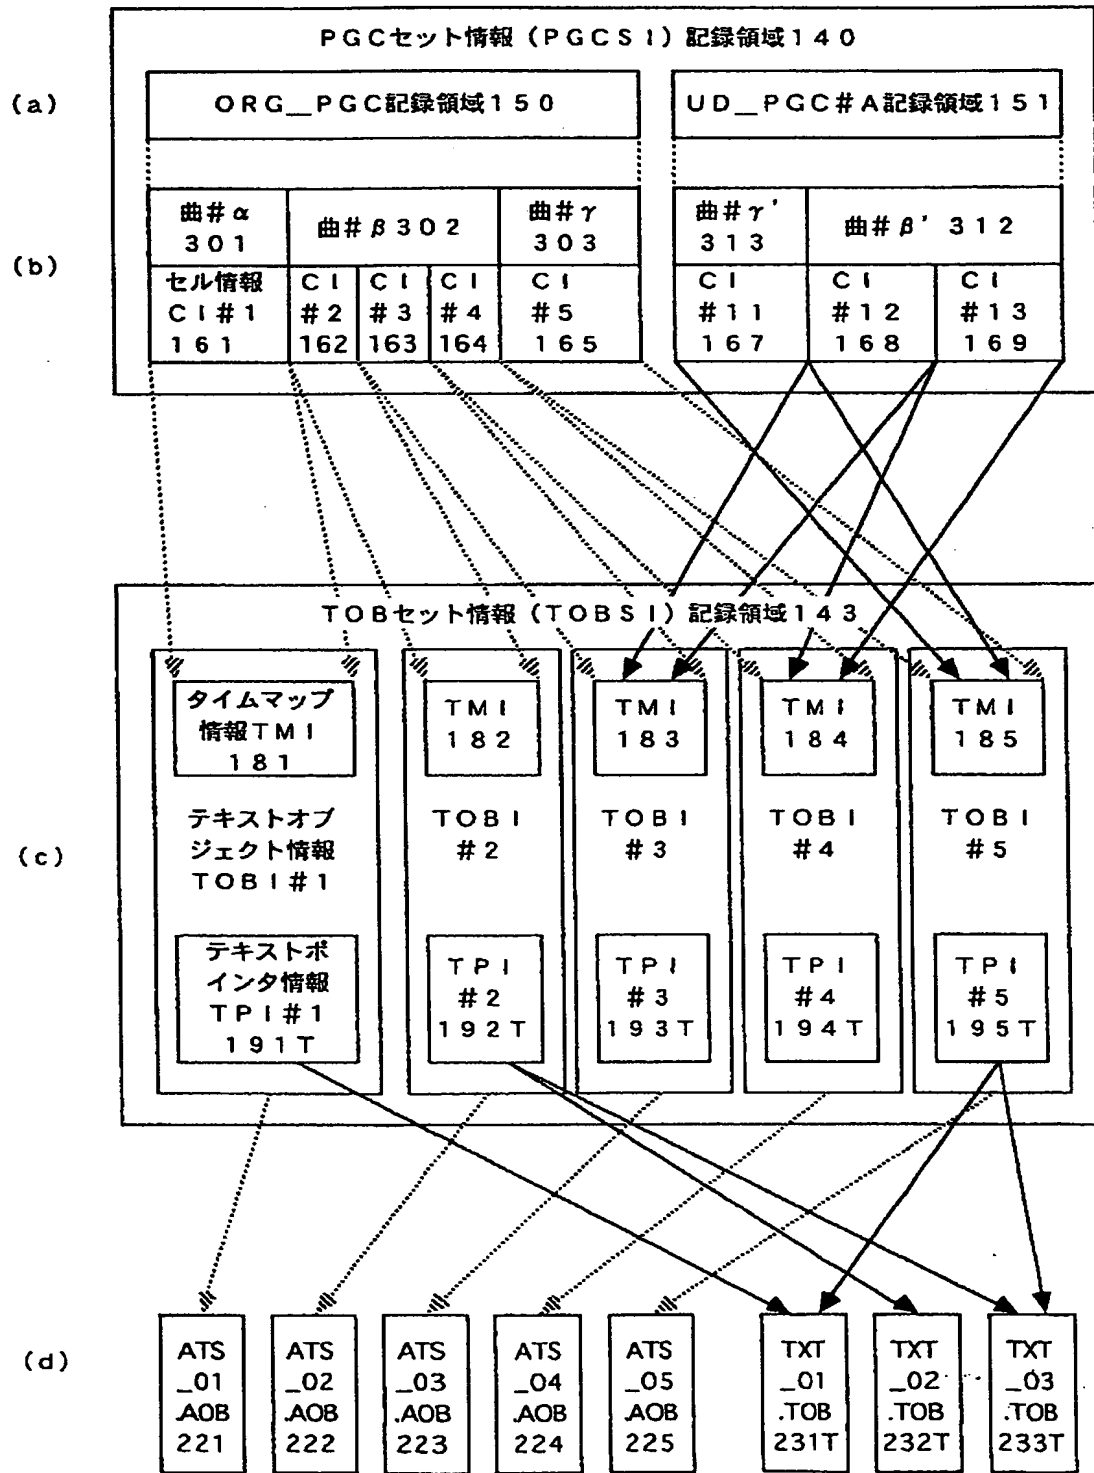 PGCセット情報(PGCSI)記録領域140
(a)
ORG__PGC記録領域150
UD__PGC#A記録領域151
(b)
曲#α
301
曲#β302
曲#γ
303
曲#γ'
313
曲#β'312
セル情報
CI#1
161
CI
#2
162
CI
#3
163
CI
#4
164
CI
#5
165
CI
#11
167
CI
#12
168
CI
#13
169
TOBセット情報(TOBSI)記録領域143
(c)
タイムマップ
情報TMI
181
TMI
182
TMI
183
TMI
184
TMI
185
テキストオブ
ジェクト情報
TOBI#1
TOBI
#2
TOBI
#3
TOBI
#4
TOBI
#5
テキストポ
インタ情報
TPI#1
191T
TPI
#2
192T
TPI
#3
193T
TPI
#4
194T
TPI
#5
195T
(d)
ATS
_01
.AOB
221
ATS
_02
.AOB
222
ATS
_03
.AOB
223
ATS
_04
.AOB
224
ATS
_05
.AOB
225
TXT
_01
.TOB
231T
TXT
_02
.TOB
232T
TXT
_03
.TOB
233T